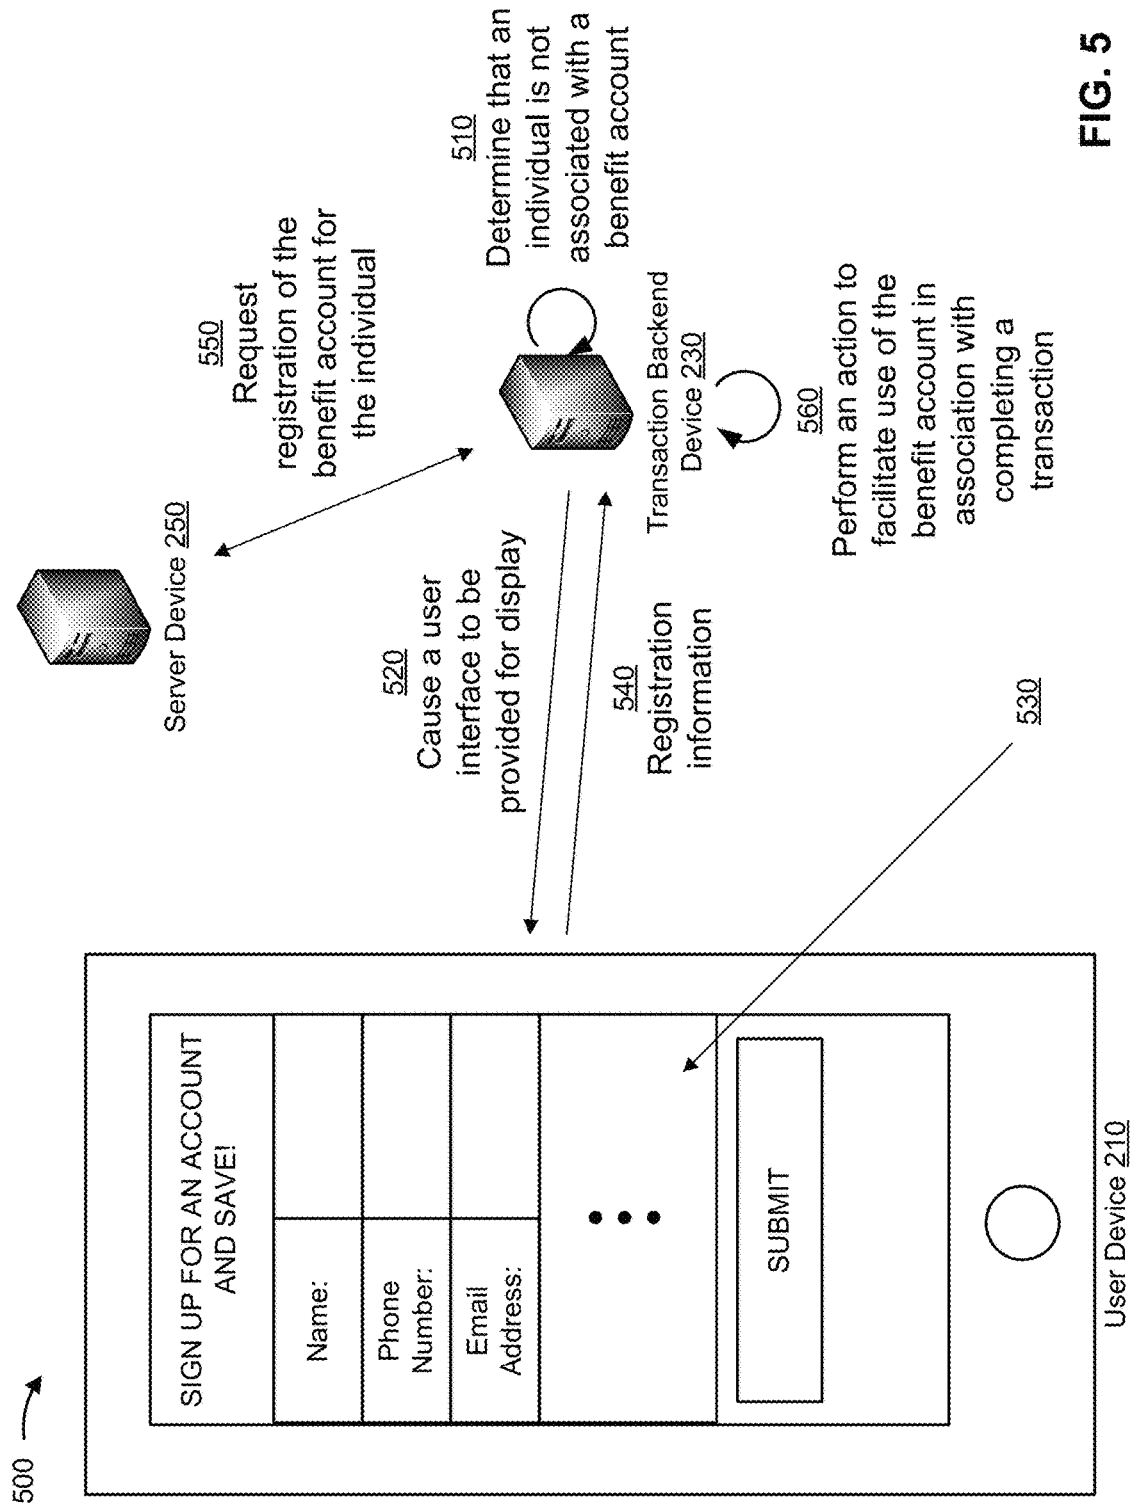 500
SIGN UP FOR AN ACCOUNT
AND SAVE!
Name:
Phone
Number:
Email
Address:
SUBMIT
User Device 210
Server Device 250
550
Request
registration of the
benefit account for
the individual
520
Cause a user
interface to be
provided for display
510
Determine that an
individual is not
associated with a
benefit account
Transaction Backend
Device 230
540
Registration
information
560
Perform an action to
facilitate use of the
benefit account in
association with
completing a
transaction
530
FIG. 5